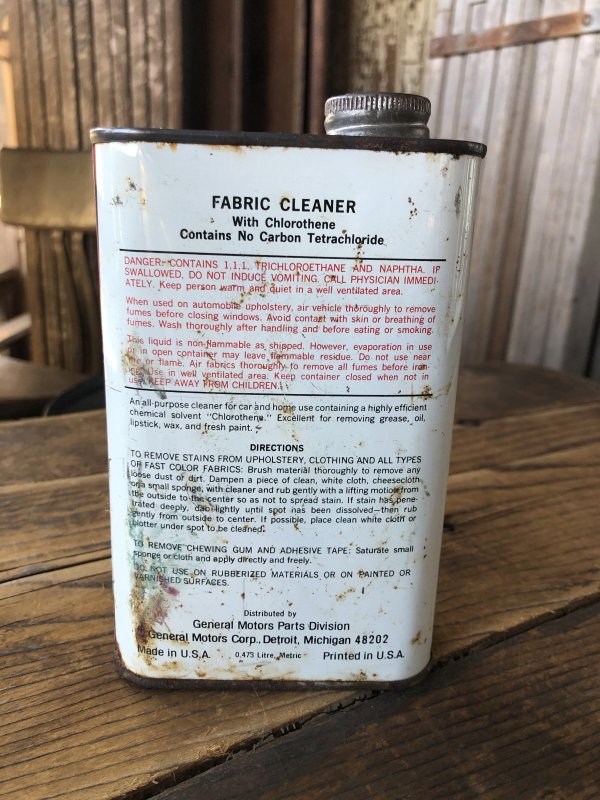 FABRIC CLEANER
With Chlorothene
Contains No Carbon Tetrachloride
DANGER: CONTAINS 1,1,1, TRICHLOROETHANE AND NAPHTHA. IF
SWALLOWED, DO NOT INDUCE VOMITING. CALL PHYSICIAN IMMEDI-
ATELY. Keep person warm and quiet in a well ventilated area.
When used on automobile upholstery, air vehicle thoroughly to remove
fumes before closing windows. Avoid contact with skin or breathing of
fumes. Wash thoroughly after handling and before eating or smoking.
This liquid is non-flammable as shipped. However, evaporation in use
or in open container may leave flammable residue. Do not use near
fire or flame. Air fabrics thoroughly to remove all fumes before iron-
ing. Use in well ventilated area. Keep container closed when not in
use. KEEP AWAY FROM CHILDREN.
An all-purpose cleaner for car and home use containing a highly efficient
chemical solvent "Chlorothene." Excellent for removing grease, oil,
lipstick, wax, and fresh paint.
DIRECTIONS
TO REMOVE STAINS FROM UPHOLSTERY, CLOTHING AND ALL TYPES
OF FAST COLOR FABRICS: Brush material thoroughly to remove any
loose dust or dirt. Dampen a piece of clean, white cloth, cheesecloth
or a small sponge, with cleaner and rub gently with a lifting motion from
the outside to the center so as not to spread stain. If stain has pene-
trated deeply, dab lightly until spot has been dissolved—then rub
gently from outside to center. If possible, place clean white cloth or
blotter under spot to be cleaned.
TO REMOVE CHEWING GUM AND ADHESIVE TAPE: Saturate small
sponge or cloth and apply directly and freely.
DO NOT USE ON RUBBERIZED MATERIALS OR ON PAINTED OR
VARNISHED SURFACES.
Distributed by
General Motors Parts Division
General Motors Corp., Detroit, Michigan 48202
Made in U.S.A. 0.473 Litre, Metric Printed in U.S.A.